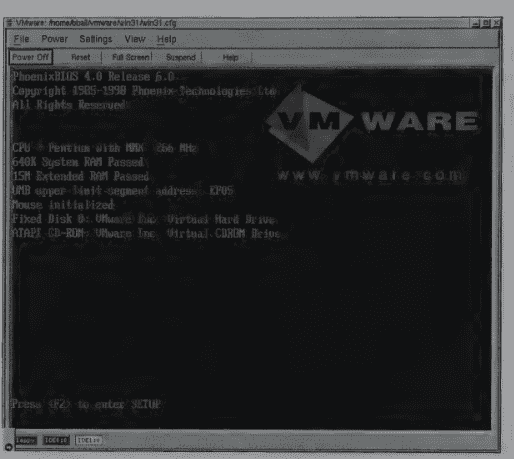 VMware: /home/bball/vmware/win31/win31.cfg
File Power Settings View Help
Power Off Reset Full Screen Suspend Help
PhoenixBIOS 4.0 Release 6.0
Copyright 1985-1998 Phoenix Technologies Ltd
All Rights Reserved
VM WARE
www.vmware.com
CPU = Pentium with MMX 266 MHz
640K System RAM Passed
15M Extended RAM Passed
UMB upper limit segment address:
Mouse initialized
Fixed Disk 0: VMware Inc. Virtual Hard Drive
ATAPI CD-ROM: VMware Inc. Virtual CDROM Drive
Press <F2> to enter SETUP